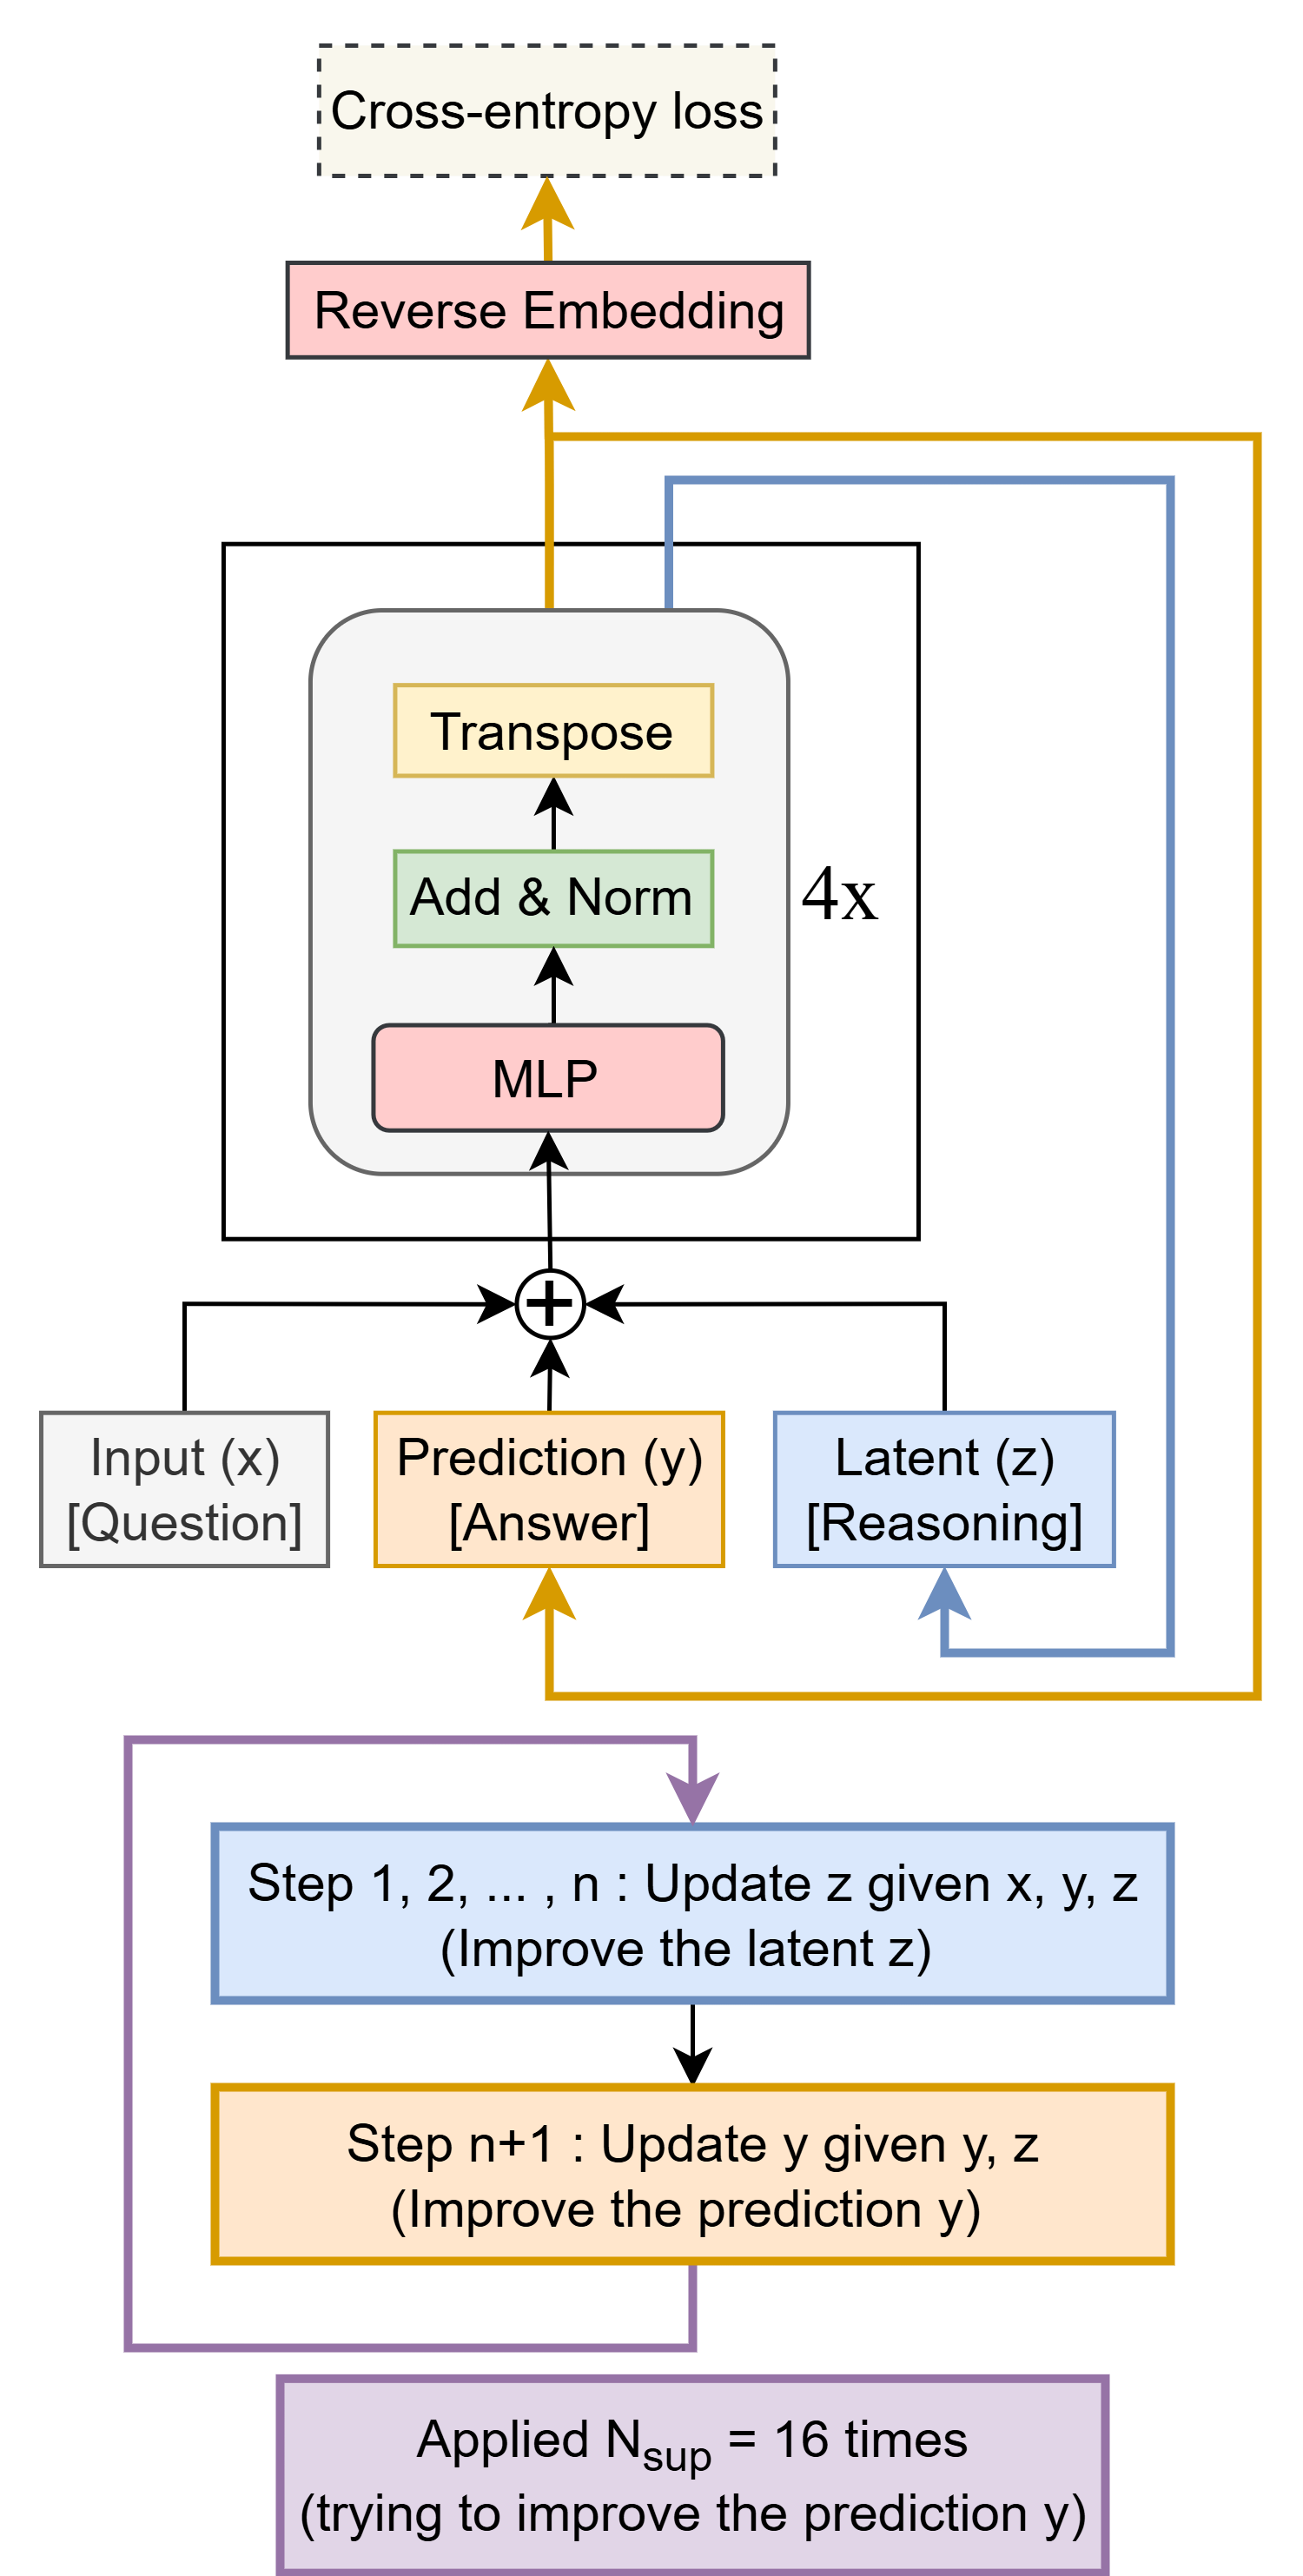 Cross-entropy loss
Reverse Embedding
Transpose
Add & Norm
4x
MLP
+
Input (x)
[Question]
Prediction (y)
[Answer]
Latent (z)
[Reasoning]
Step 1, 2, ... , n : Update z given x, y, z
(Improve the latent z)
Step n+1 : Update y given y, z
(Improve the prediction y)
Applied Nsup = 16 times
(trying to improve the prediction y)